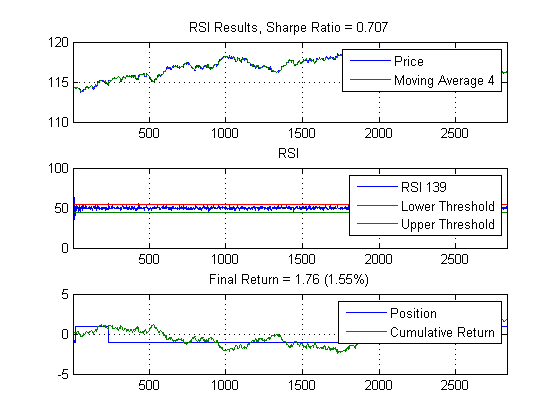 RSI Results, Sharpe Ratio = 0.707
120
115
110
Price
Moving Average 4
500
1000
1500
2000
2500
RSI
100
50
0
RSI 139
Lower Threshold
Upper Threshold
500
1000
1500
2000
2500
Final Return = 1.76 (1.55%)
5
0
-5
Position
Cumulative Return
500
1000
1500
2000
2500